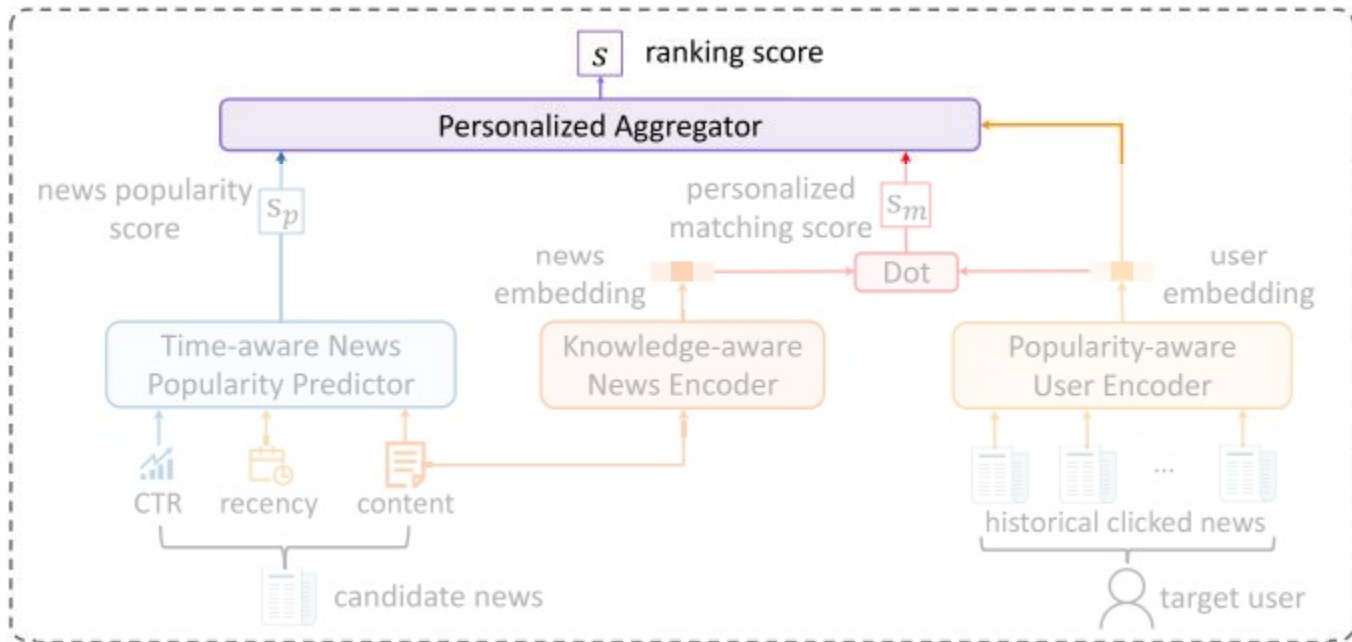 s ranking score
Personalized Aggregator
news popularity
score
s_p
personalized
matching score
s_m
news
embedding
Dot
user
embedding
Time-aware News
Popularity Predictor
Knowledge-aware
News Encoder
Popularity-aware
User Encoder
CTR recency content
...
historical clicked news
candidate news
target user